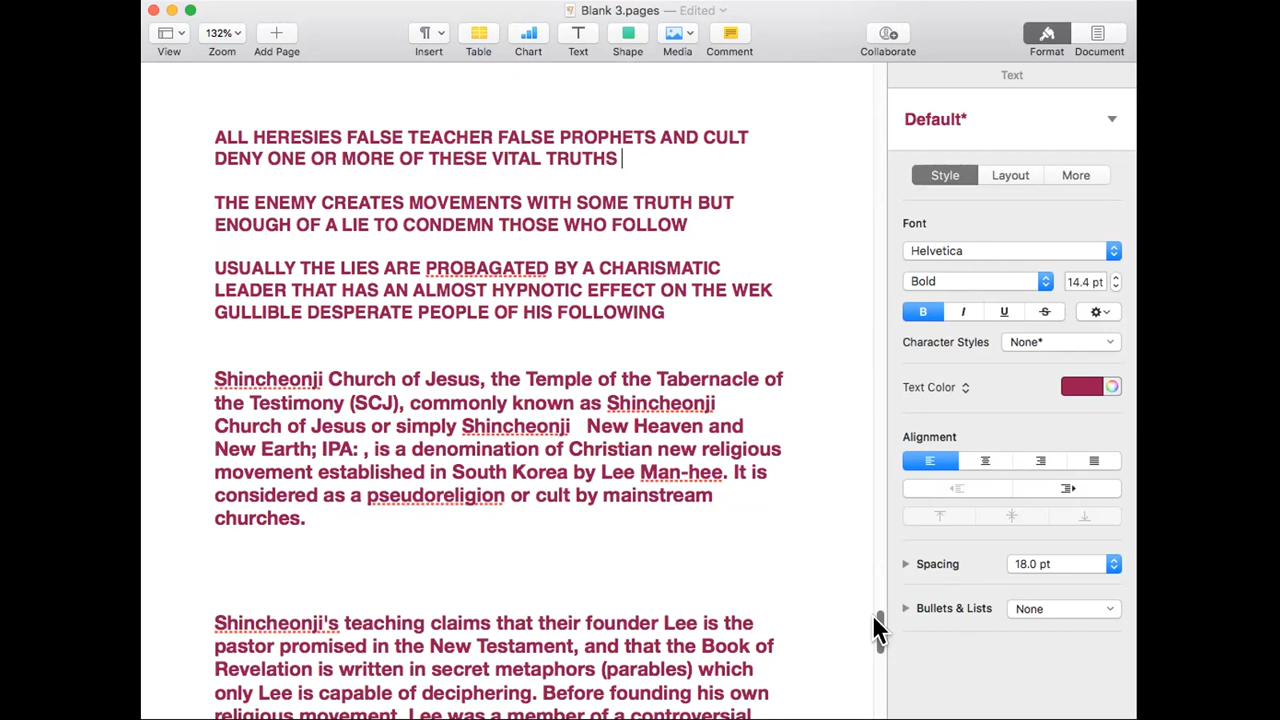 Blank 3.pages — Edited
132%
View Zoom Add Page Insert Table Chart Text Shape Media Comment Collaborate Format Document
Text
Default*
Style Layout More
Font
Helvetica
Bold 14.4 pt
B I U S
Character Styles None*
Text Color
Alignment
Spacing 18.0 pt
Bullets & Lists None
ALL HERESIES FALSE TEACHER FALSE PROPHETS AND CULT
DENY ONE OR MORE OF THESE VITAL TRUTHS
THE ENEMY CREATES MOVEMENTS WITH SOME TRUTH BUT
ENOUGH OF A LIE TO CONDEMN THOSE WHO FOLLOW
USUALLY THE LIES ARE PROBAGATED BY A CHARISMATIC
LEADER THAT HAS AN ALMOST HYPNOTIC EFFECT ON THE WEK
GULLIBLE DESPERATE PEOPLE OF HIS FOLLOWING
Shincheonji Church of Jesus, the Temple of the Tabernacle of
the Testimony (SCJ), commonly known as Shincheonji
Church of Jesus or simply Shincheonji New Heaven and
New Earth; IPA: , is a denomination of Christian new religious
movement established in South Korea by Lee Man-hee. It is
considered as a pseudoreligion or cult by mainstream
churches.
Shincheonji's teaching claims that their founder Lee is the
pastor promised in the New Testament, and that the Book of
Revelation is written in secret metaphors (parables) which
only Lee is capable of deciphering. Before founding his own
religious movement, Lee was a member of a controversial